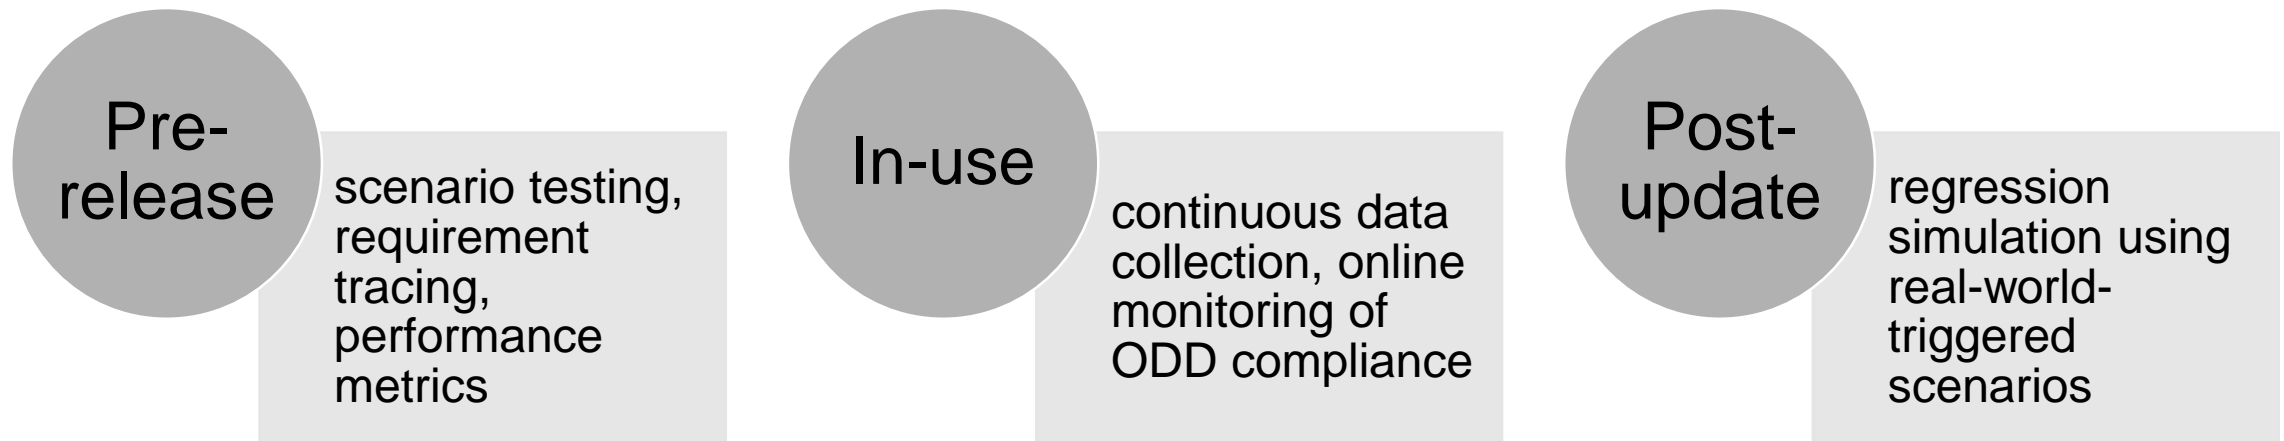 Pre-
release
scenario testing,
requirement
tracing,
performance
metrics
In-use
continuous data
collection, online
monitoring of
ODD compliance
Post-
update
regression
simulation using
real-world-
triggered
scenarios